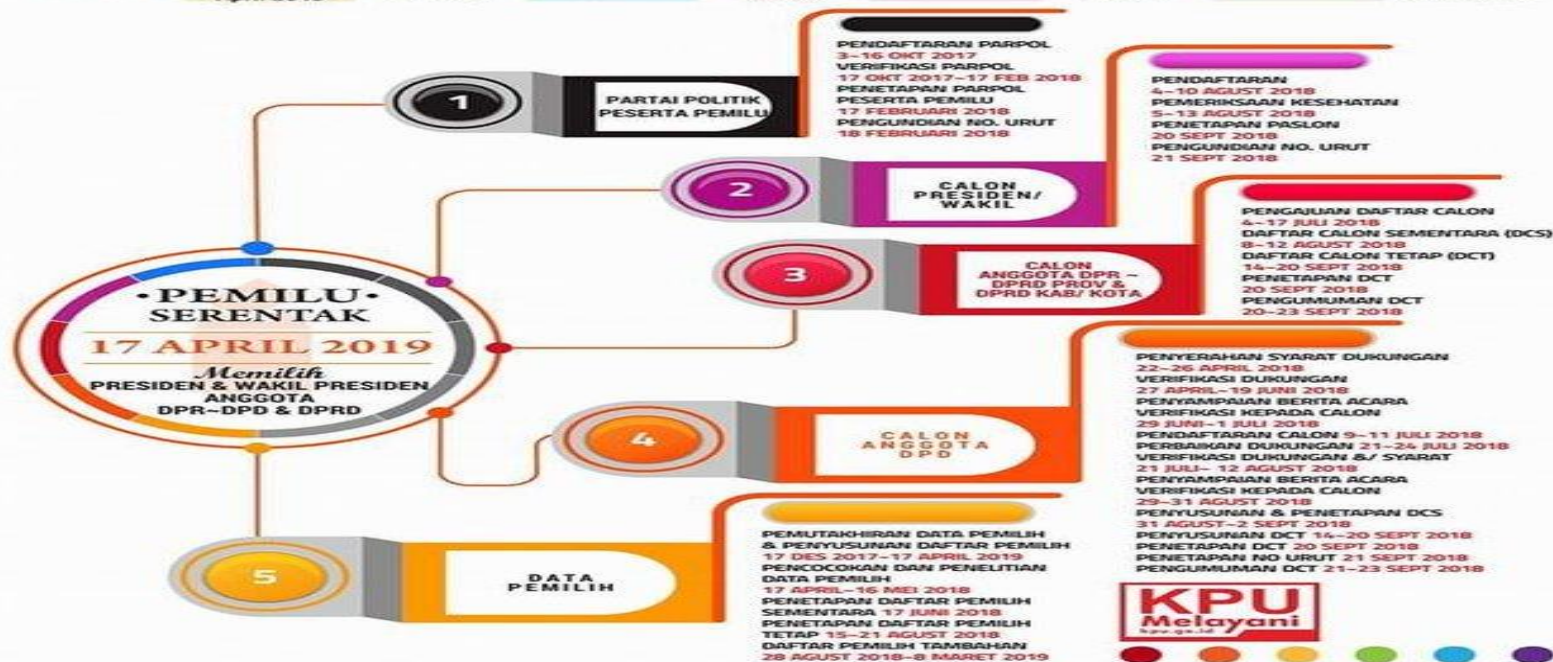 PENDAFTARAN PARPOL
3~16 OKT 2017
VERIFIKASI PARPOL
17 OKT 2017~17 FEB 2018
PENETAPAN PARPOL
PESERTA PEMILU
17 FEBRUARI 2018
PENGUNDIAN NO. URUT
18 FEBRUARI 2018
1
PARTAI POLITIK
PESERTA PEMILU
PENDAFTARAN
4~10 AGUST 2018
PEMERIKSAAN KESEHATAN
5~13 AGUST 2018
PENETAPAN PASLON
20 SEPT 2018
PENGUNDIAN NO. URUT
21 SEPT 2018
2
CALON
PRESIDEN/
WAKIL
PENGAJUAN DAFTAR CALON
4~17 JULI 2018
DAFTAR CALON SEMENTARA (DCS)
8~12 AGUST 2018
DAFTAR CALON TETAP (DCT)
14~20 SEPT 2018
PENETAPAN DCT
20 SEPT 2018
PENGUMUMAN DCT
20~23 SEPT 2018
3
CALON
ANGGOTA DPR ~
DPRD PROV &
DPRD KAB/ KOTA
•PEMILU•
SERENTAK
17 APRIL 2019
Memilih
PRESIDEN & WAKIL PRESIDEN
ANGGOTA
DPR~DPD & DPRD
4
CALON
ANGGOTA
DPD
PENYERAHAN SYARAT DUKUNGAN
22~26 APRIL 2018
VERIFIKASI DUKUNGAN
27 APRIL~19 JUNI 2018
PENYAMPAIAN BERITA ACARA
VERIFIKASI KEPADA CALON
29 JUNI~1 JULI 2018
PENDAFTARAN CALON 9~11 JULI 2018
PERBAIKAN DUKUNGAN 21~24 JULI 2018
VERIFIKASI DUKUNGAN &/ SYARAT
21 JULI~ 12 AGUST 2018
PENYAMPAIAN BERITA ACARA
VERIFIKASI KEPADA CALON
29~31 AGUST 2018
PENYUSUNAN & PENETAPAN DCS
31 AGUST~2 SEPT 2018
PENYUSUNAN DCT 14~20 SEPT 2018
PENETAPAN DCT 20 SEPT 2018
PENETAPAN NO URUT 21 SEPT 2018
PENGUMUMAN DCT 21~23 SEPT 2018
5
DATA
PEMILIH
PEMUTAKHIRAN DATA PEMILIH
& PENYUSUNAN DAFTAR PEMILIH
17 DES 2017~17 APRIL 2019
PENCOCOKAN DAN PENELITIAN
DATA PEMILIH
17 APRIL~16 MEI 2018
PENETAPAN DAFTAR PEMILIH
SEMENTARA 17 JUNI 2018
PENETAPAN DAFTAR PEMILIH
TETAP 15~21 AGUST 2018
DAFTAR PEMILIH TAMBAHAN
28 AGUST 2018~8 MARET 2019
KPU
Melayani
kpu.go.id